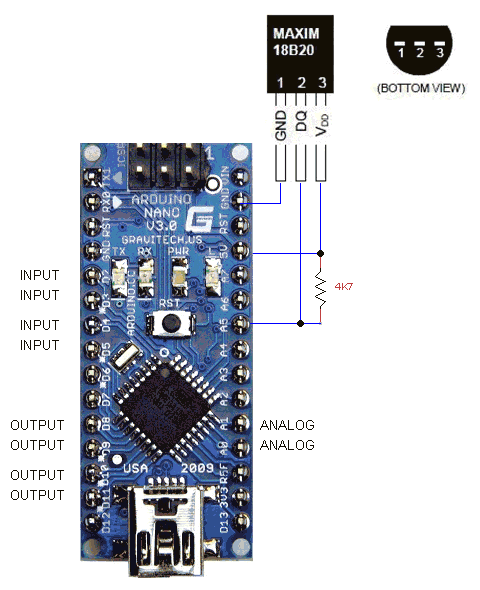 MAXIM
18B20
1 2 3
1 2 3
(BOTTOM VIEW)
GND
DQ
VDD
ICSP
1
TX1
RX0
RST
GND
D2
D3
D4
D5
D6
D7
D8
D9
D10
D11
D12
ARDUINO
NANO
V3.0
G
GRAVITECH.US
TX RX PWR L
ARDUINO.CC
RST
USA 2009
VIN
GND
RST
5V
A7
A6
A5
A4
A3
A2
A1
A0
REF
3V3
D13
4K7
INPUT
INPUT
INPUT
INPUT
OUTPUT
OUTPUT
OUTPUT
OUTPUT
ANALOG
ANALOG